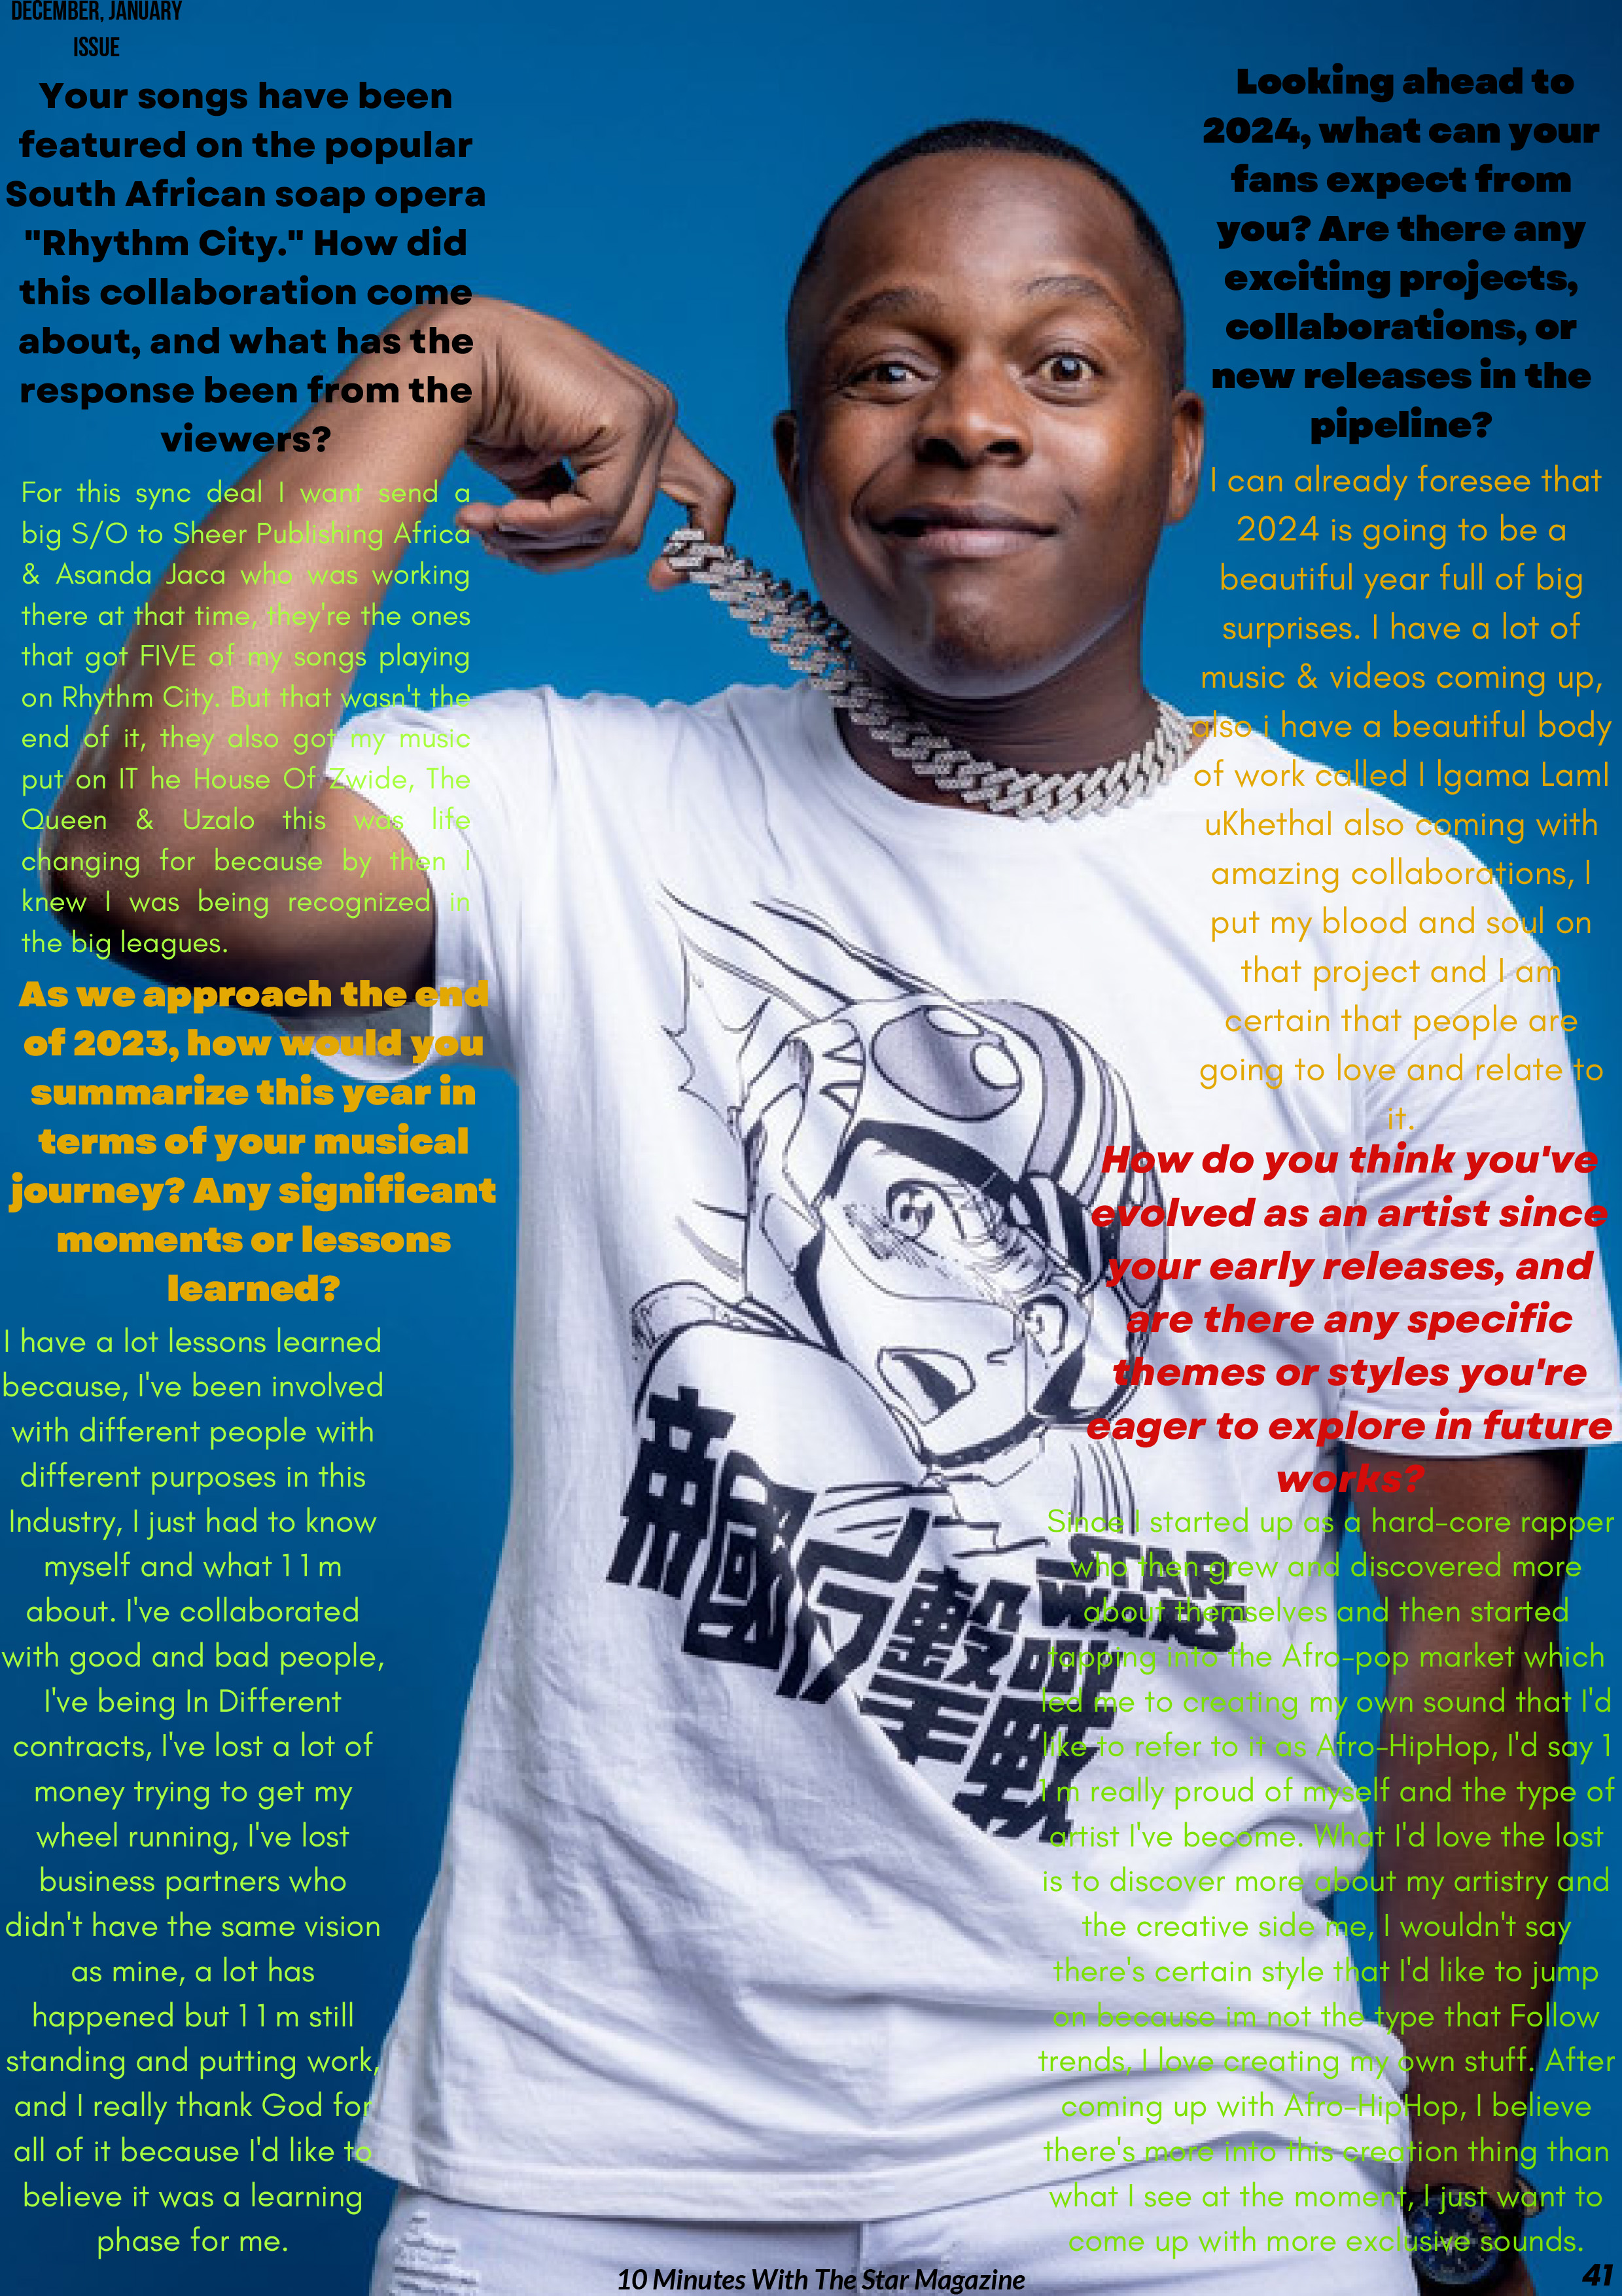 DECEMBER, JANUARY
ISSUE
Your songs have been
featured on the popular
South African soap opera
"Rhythm City." How did
this collaboration come
about, and what has the
response been from the
viewers?
For this sync deal I want send a
big S/O to Sheer Publishing Africa
& Asanda Jaca who was working
there at that time, they're the ones
that got FIVE of my songs playing
on Rhythm City. But that wasn't the
end of it, they also got my music
put on IT he House Of Zwide, The
Queen & Uzalo this was life
changing for because by then I
knew I was being recognized in
the big leagues.
As we approach the end
of 2023, how would you
summarize this year in
terms of your musical
journey? Any significant
moments or lessons
learned?
I have a lot lessons learned
because, I've been involved
with different people with
different purposes in this
Industry, I just had to know
myself and what 11m
about. I've collaborated
with good and bad people,
I've being In Different
contracts, I've lost a lot of
money trying to get my
wheel running, I've lost
business partners who
didn't have the same vision
as mine, a lot has
happened but 11m still
standing and putting work,
and I really thank God for
all of it because I'd like to
believe it was a learning
phase for me.
Looking ahead to
2024, what can your
fans expect from
you? Are there any
exciting projects,
collaborations, or
new releases in the
pipeline?
I can already foresee that
2024 is going to be a
beautiful year full of big
surprises. I have a lot of
music & videos coming up,
also i have a beautiful body
of work called I Igama LamI
uKhethaI also coming with
amazing collaborations, I
put my blood and soul on
that project and I am
certain that people are
going to love and relate to
it.
How do you think you've
evolved as an artist since
your early releases, and
are there any specific
themes or styles you're
eager to explore in future
works?
Since I started up as a hard-core rapper
who then grew and discovered more
about themselves and then started
tapping into the Afro-pop market which
led me to creating my own sound that I'd
like to refer to it as Afro-HipHop, I'd say 1
1m really proud of myself and the type of
artist I've become. What I'd love the lost
is to discover more about my artistry and
the creative side me, I wouldn't say
there's certain style that I'd like to jump
on because im not the type that Follow
trends, I love creating my own stuff. After
coming up with Afro-HipHop, I believe
there's more into this creation thing than
what I see at the moment, I just want to
come up with more exclusive sounds.
STAR
WARS
帝國反撃
10 Minutes With The Star Magazine
41